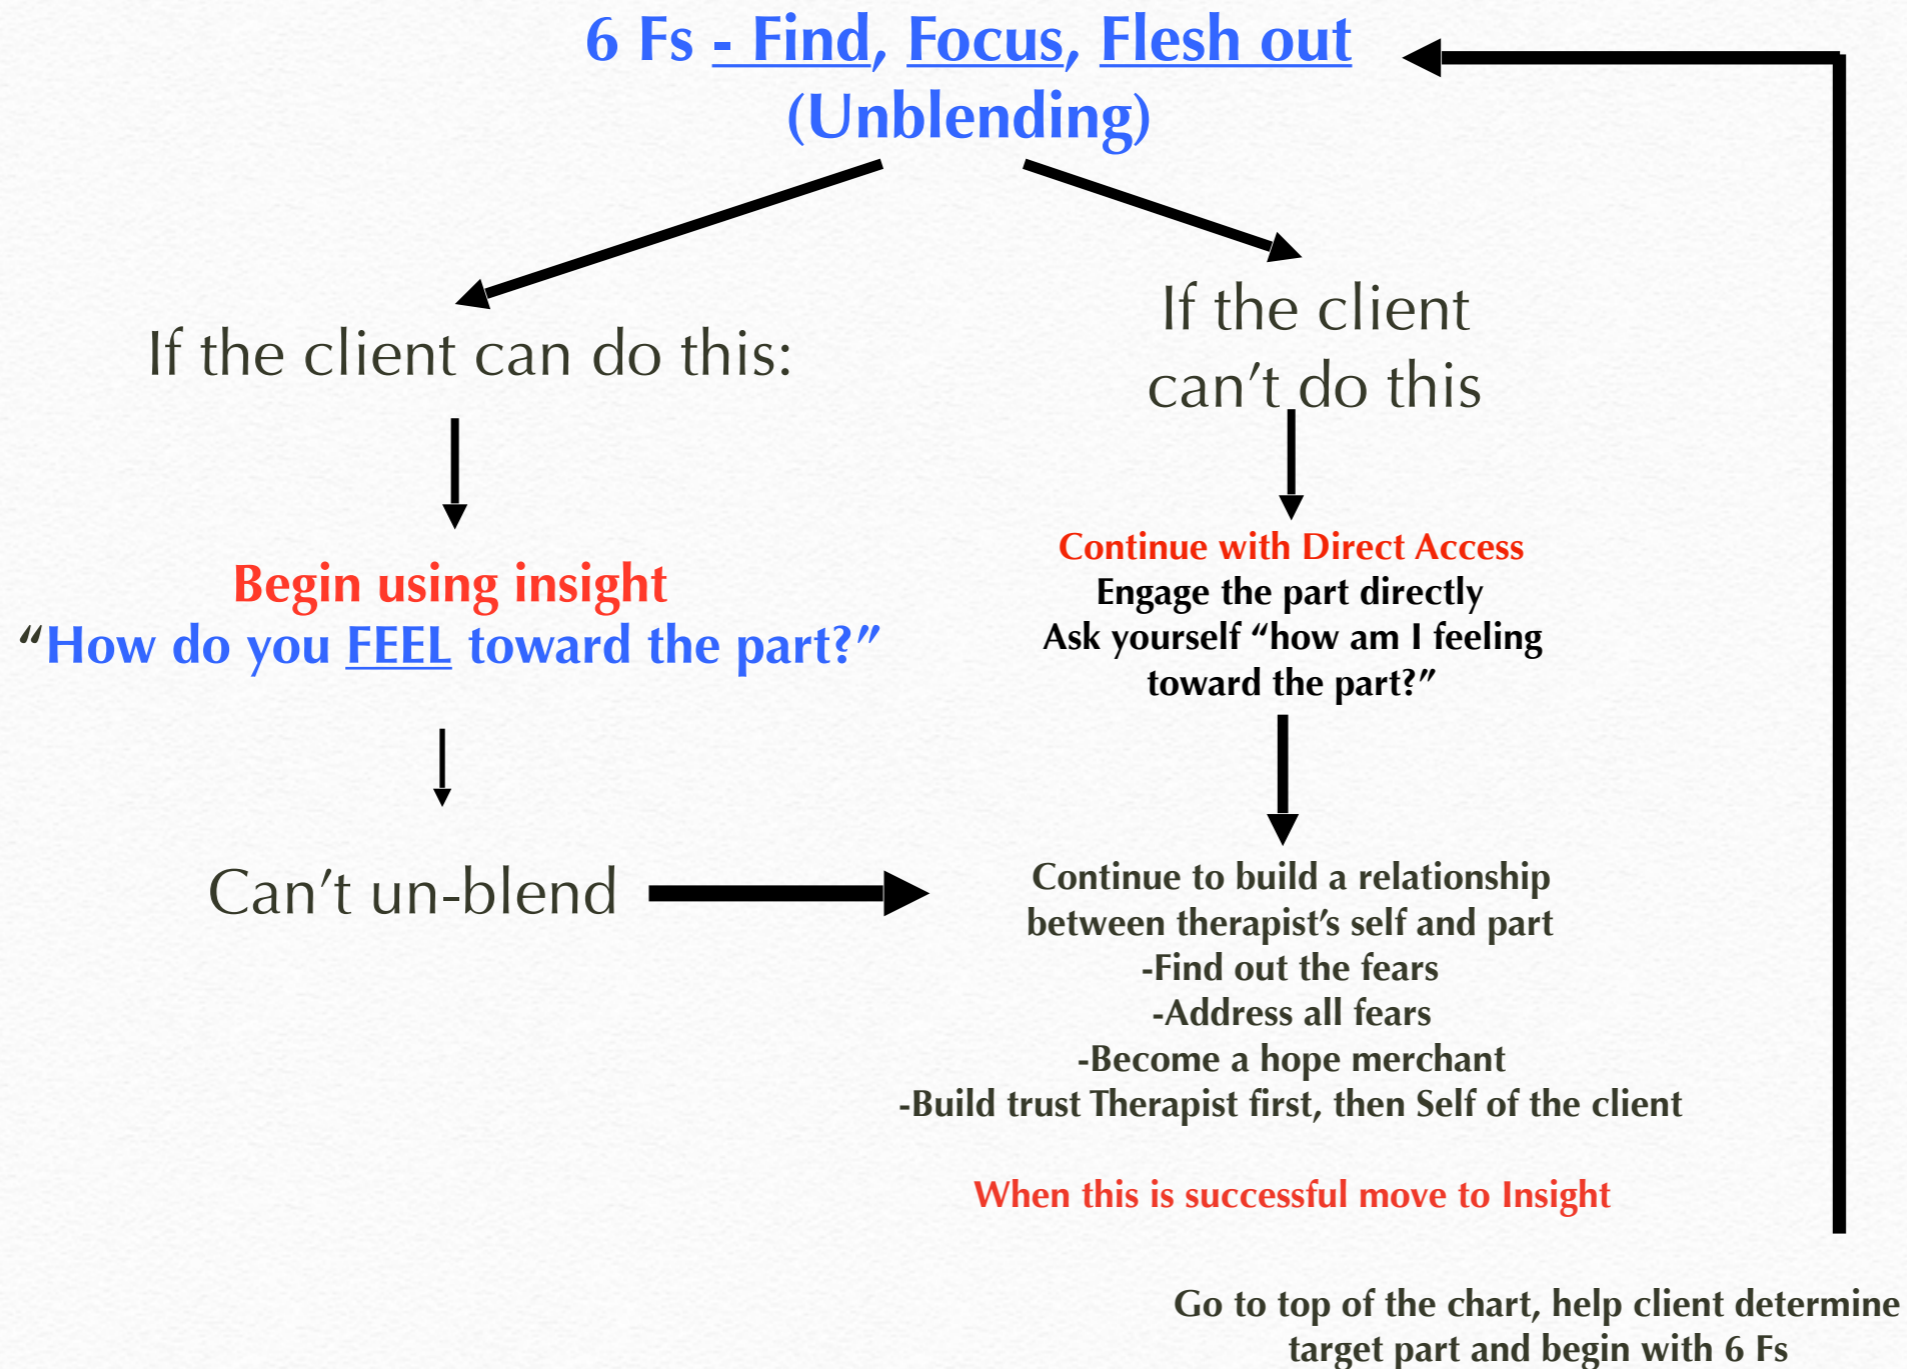 6 Fs - Find, Focus, Flesh out
(Unblending)
If the client can do this:
If the client
can’t do this
Begin using insight
“How do you FEEL toward the part?”
Continue with Direct Access
Engage the part directly
Ask yourself “how am I feeling
toward the part?”
Can’t un-blend
Continue to build a relationship
between therapist’s self and part
-Find out the fears
-Address all fears
-Become a hope merchant
-Build trust Therapist first, then Self of the client
When this is successful move to Insight
Go to top of the chart, help client determine
target part and begin with 6 Fs